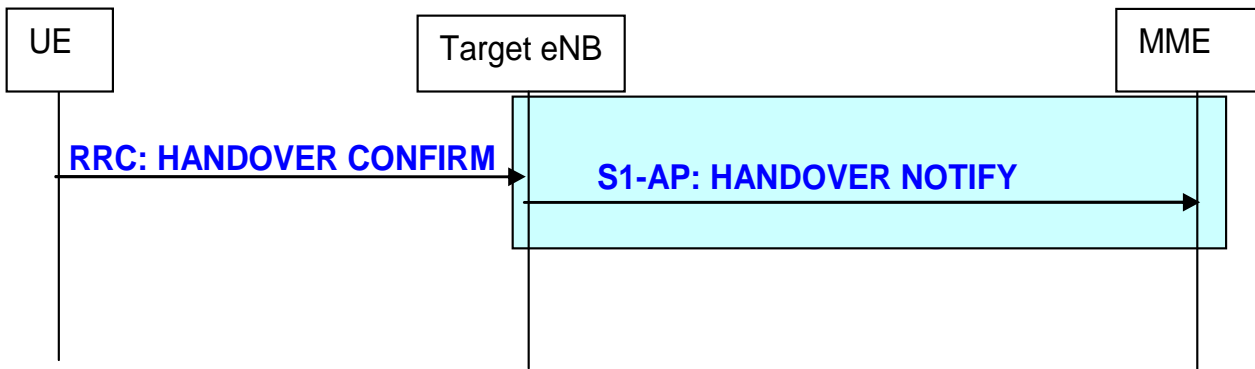 UE
Target eNB
MME
RRC: HANDOVER CONFIRM
S1-AP: HANDOVER NOTIFY